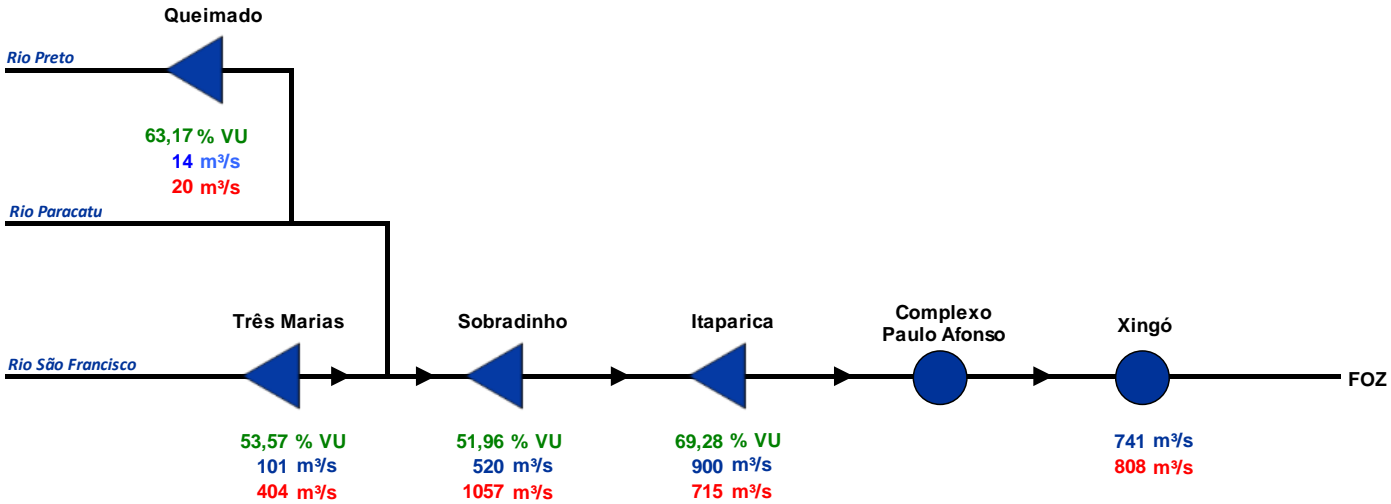 Queimado
Rio Preto
63,17 % VU
14 m³/s
20 m³/s
Rio Paracatu
Três Marias
Sobradinho
Itaparica
Complexo
Paulo Afonso
Xingó
Rio São Francisco
FOZ
53,57 % VU
101 m³/s
404 m³/s
51,96 % VU
520 m³/s
1057 m³/s
69,28 % VU
900 m³/s
715 m³/s
741 m³/s
808 m³/s